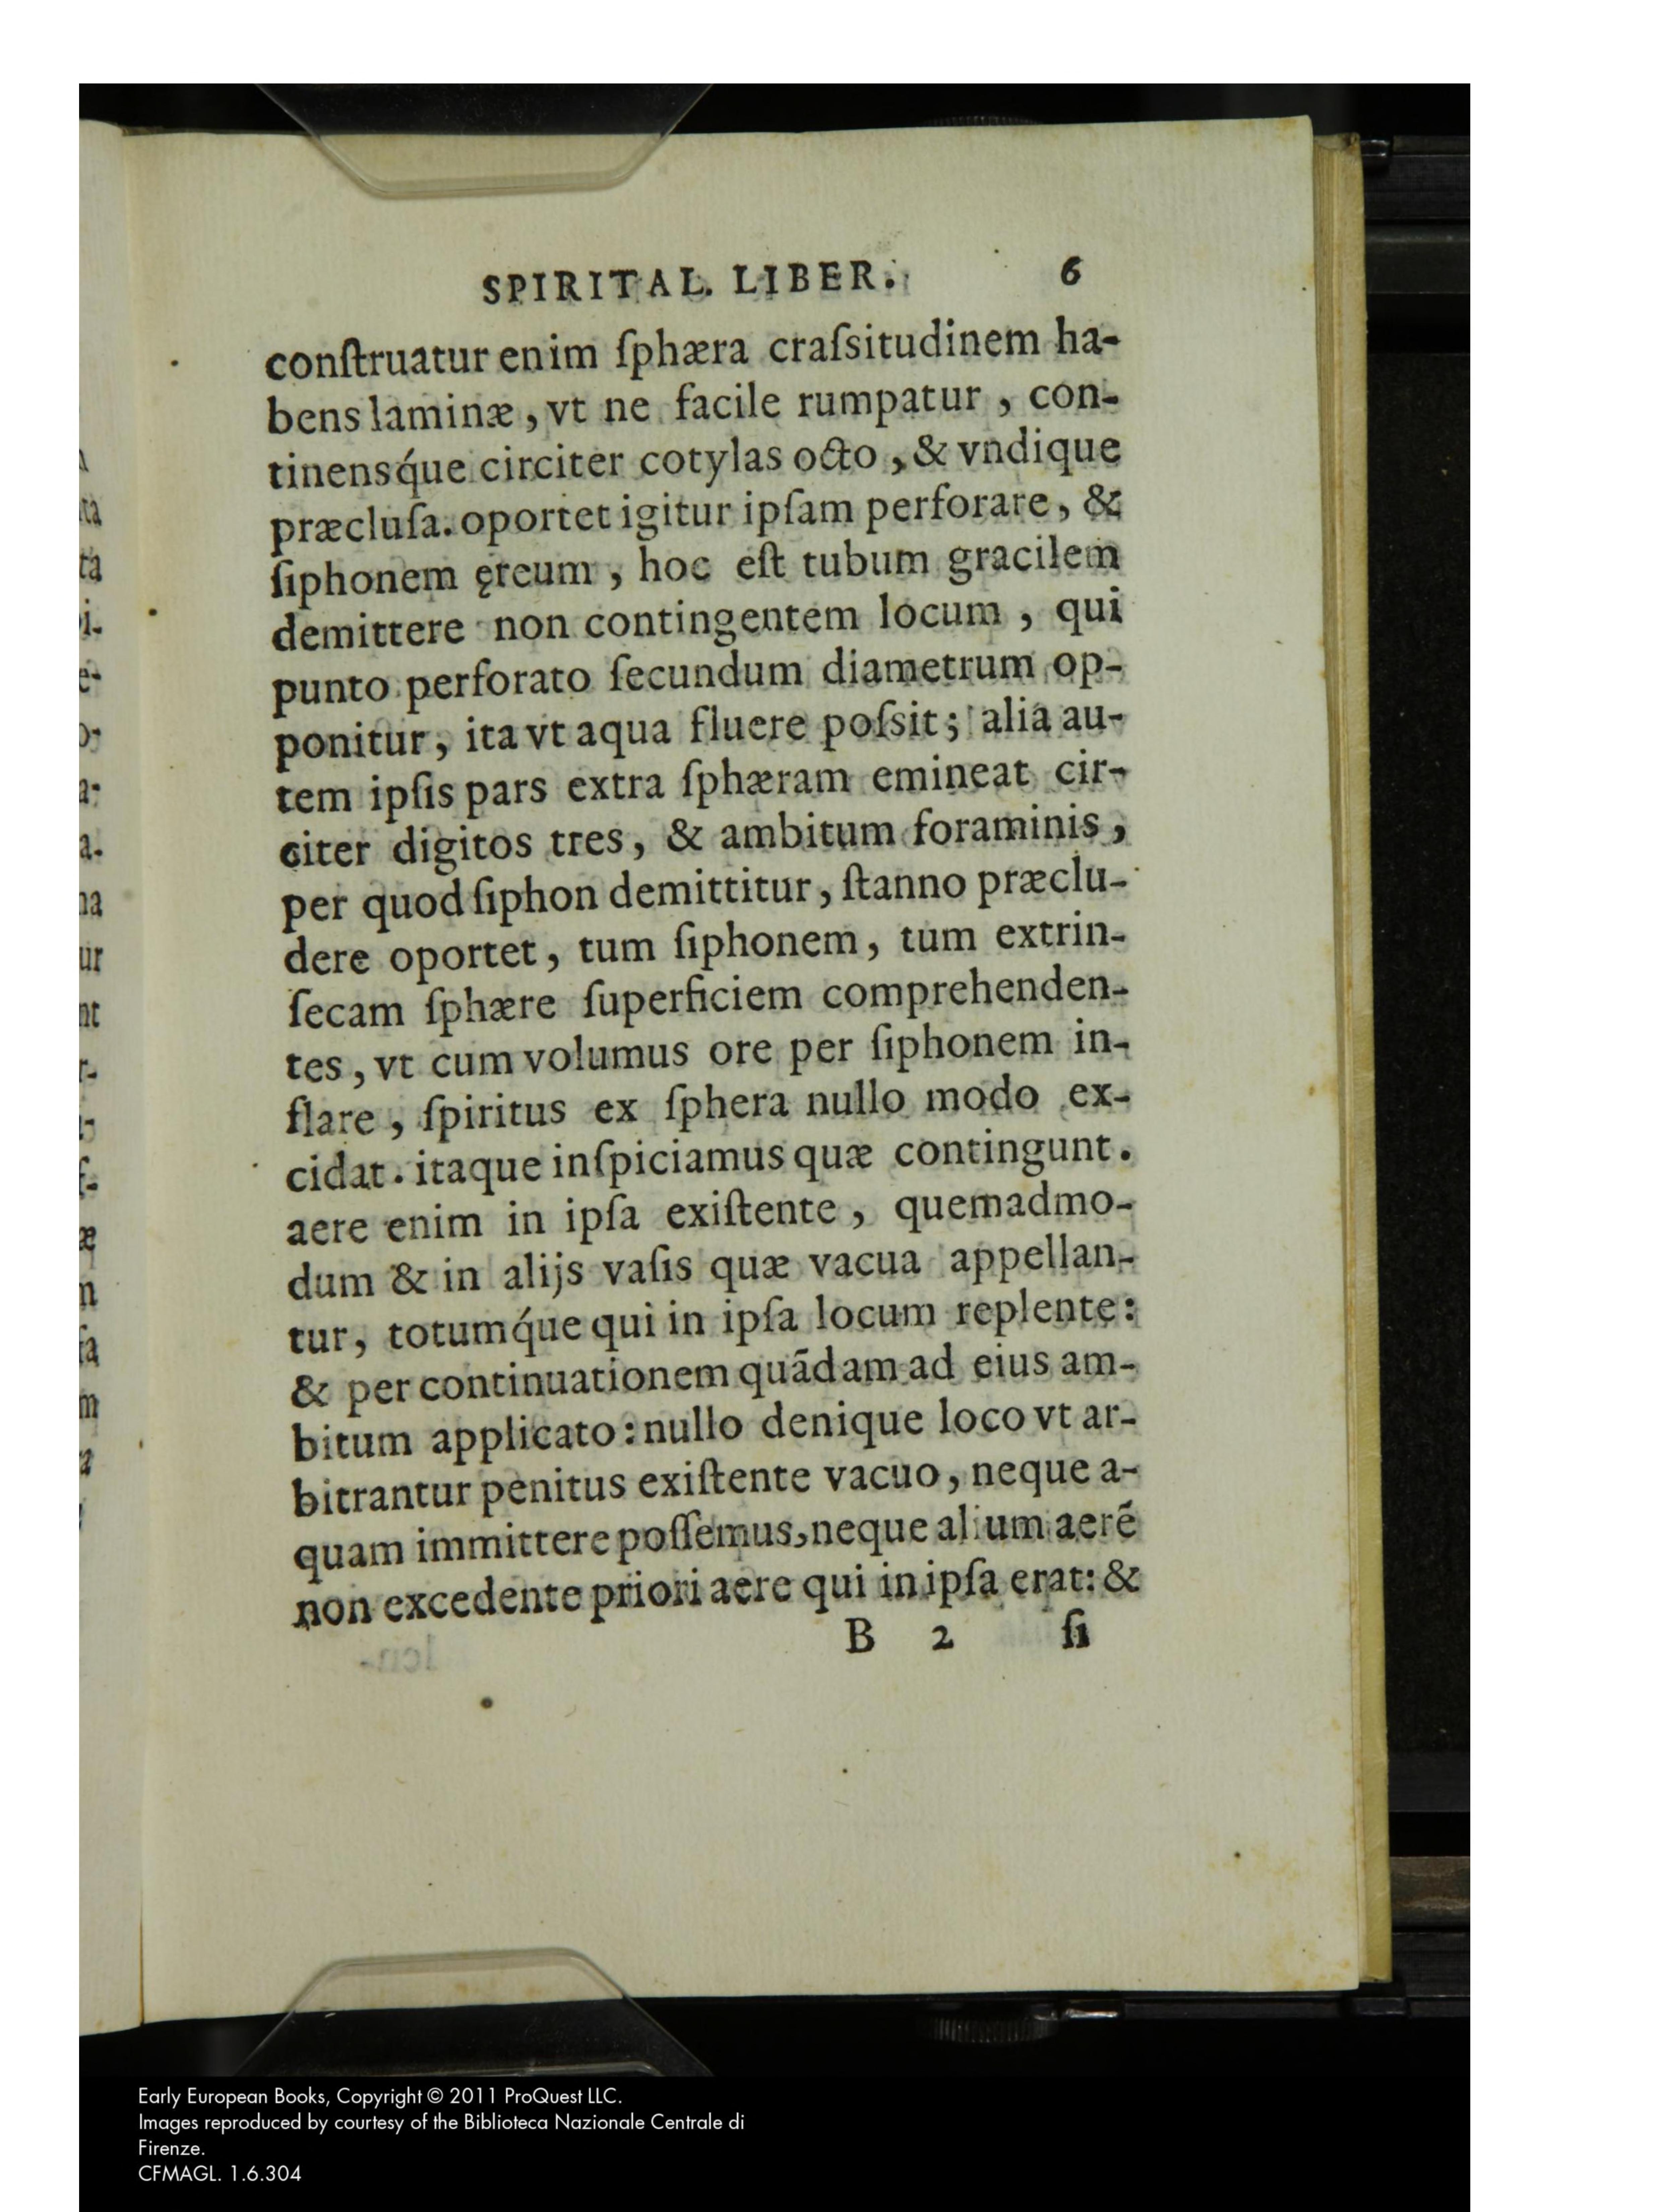 SPIRITAL. LIBER. 6
conſtruatur enim ſphæra craſsitudinem ha-
bens laminæ, vt ne facile rumpatur, con-
tinensq́ue circiter cotylas octo, & vndique
præcluſa. oportet igitur ipſam perforare, &
ſiphonem ęreum, hoc eſt tubum gracilem
demittere non contingentem locum, qui
punto perforato ſecundum diametrum op-
ponitur, ita vt aqua fluere poſsit; alia au-
tem ipſis pars extra ſphæram emineat cir-
citer digitos tres, & ambitum foraminis,
per quod ſiphon demittitur, ſtanno præclu-
dere oportet, tum ſiphonem, tum extrin-
ſecam ſphære ſuperficiem comprehenden-
tes, vt cum volumus ore per ſiphonem in-
flare, ſpiritus ex ſphera nullo modo ex-
cidat. itaque inſpiciamus quæ contingunt.
aere enim in ipſa exiſtente, quemadmo-
dum & in alijs vaſis quæ vacua appellan-
tur, totumq́ue qui in ipſa locum replente:
& per continuationem quãdam ad eius am-
bitum applicato: nullo denique loco vt ar-
bitrantur penitus exiſtente vacuo, neque a-
quam immittere poſſemus, neque alium aerẽ
non excedente priori aere qui in ipſa erat: &
B 2 ſi
Early European Books, Copyright © 2011 ProQuest LLC.
Images reproduced by courtesy of the Biblioteca Nazionale Centrale di
Firenze.
CFMAGL. 1.6.304